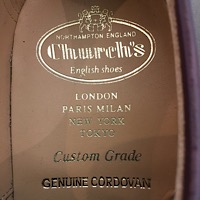 NORTHAMPTON ENGLAND
Church's
English shoes
LONDON
PARIS MILAN
NEW YORK
TOKYO
Custom Grade
GENUINE CORDOVAN